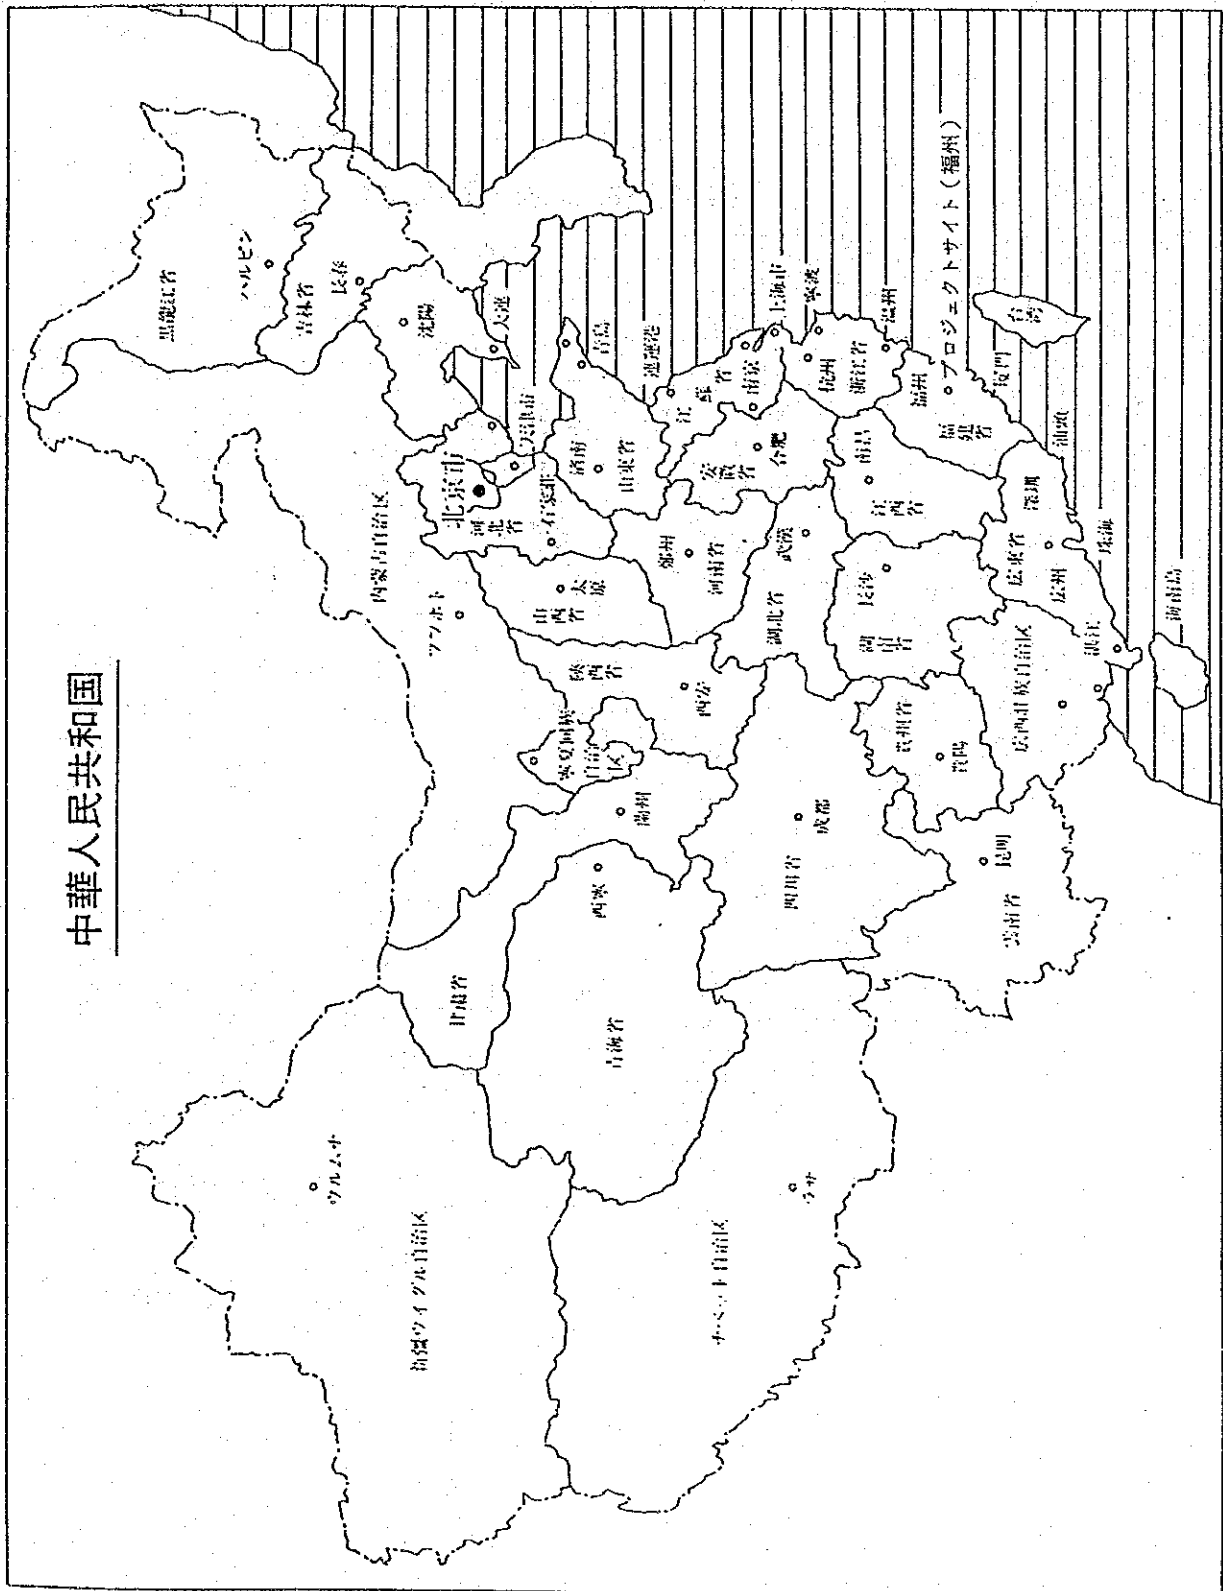 中華人民共和国
黒龍江省
ハルビン
吉林省
長春
沈陽
大連
内蒙古自治区
フフホト
北京市
天津市
河北省
石家荘
山西省
太原
済南
山東省
青島
連雲港
江蘇省
南京
上海市
安徽省
合肥
鄭州
河南省
陝西省
西安
寧夏回族自治区
蘭州
甘粛省
西寧
青海省
新疆ウイグル自治区
ウルムチ
チベット自治区
ラサ
四川省
成都
湖北省
武漢
湖南省
長沙
江西省
南昌
杭州
浙江省
寧波
温州
福州
プロジェクトサイト(福州)
福建省
厦門
台湾
汕頭
深圳
広東省
広州
珠海
湛江
海南島
広西壮族自治区
貴州省
貴陽
昆明
雲南省